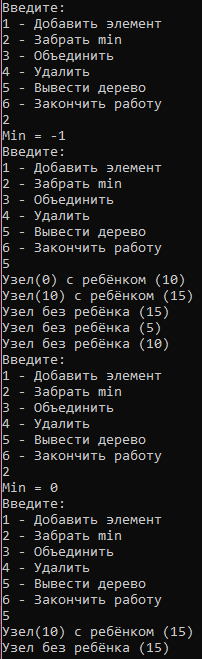 Введите:
1 - Добавить элемент
2 - Забрать min
3 - Объединить
4 - Удалить
5 - Вывести дерево
6 - Закончить работу
2
Min = -1
Введите:
1 - Добавить элемент
2 - Забрать min
3 - Объединить
4 - Удалить
5 - Вывести дерево
6 - Закончить работу
5
Узел(0) с ребёнком (10)
Узел(10) с ребёнком (15)
Узел без ребёнка (15)
Узел без ребёнка (5)
Узел без ребёнка (10)
Введите:
1 - Добавить элемент
2 - Забрать min
3 - Объединить
4 - Удалить
5 - Вывести дерево
6 - Закончить работу
2
Min = 0
Введите:
1 - Добавить элемент
2 - Забрать min
3 - Объединить
4 - Удалить
5 - Вывести дерево
6 - Закончить работу
5
Узел(10) с ребёнком (15)
Узел без ребёнка (15)